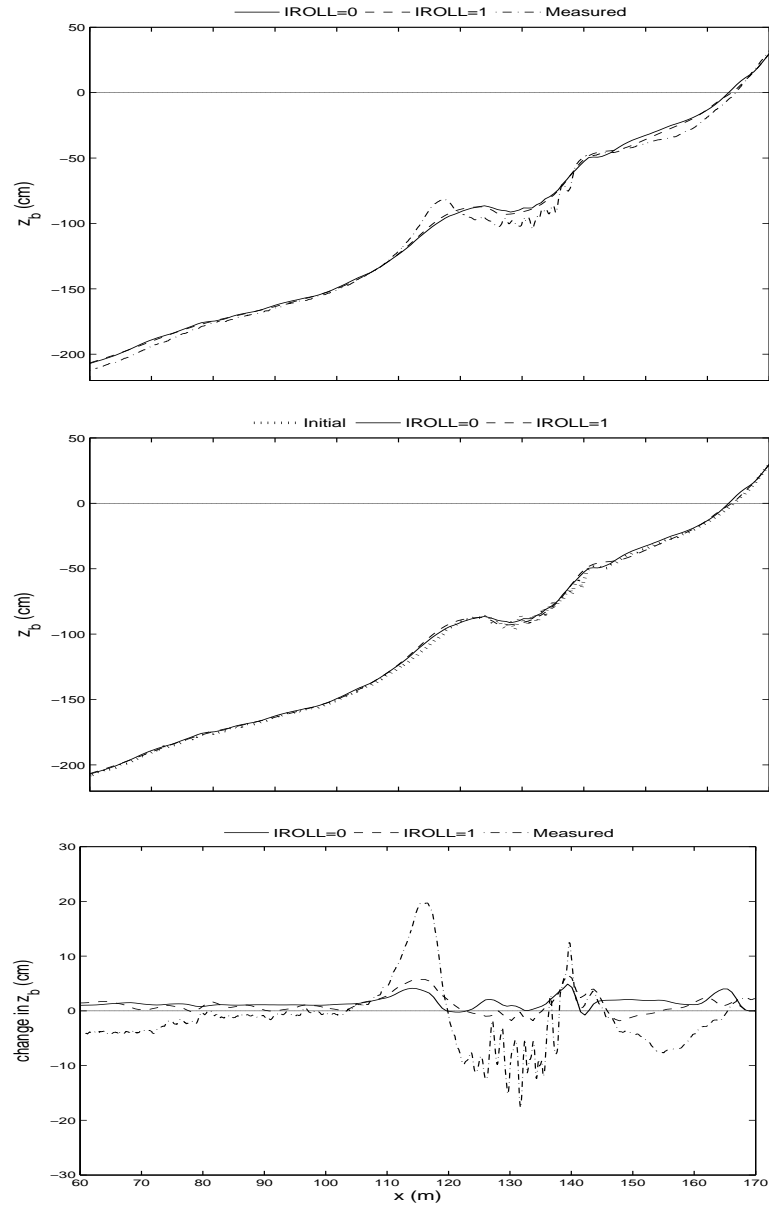 IROLL=0 IROLL=1 Measured
50
0
−50
−100
−150
−200
z_b (cm)
Initial IROLL=0 IROLL=1
50
0
−50
−100
−150
−200
z_b (cm)
IROLL=0 IROLL=1 Measured
30
20
10
0
−10
−20
−30
change in z_b (cm)
60 70 80 90 100 110 120 130 140 150 160 170
x (m)